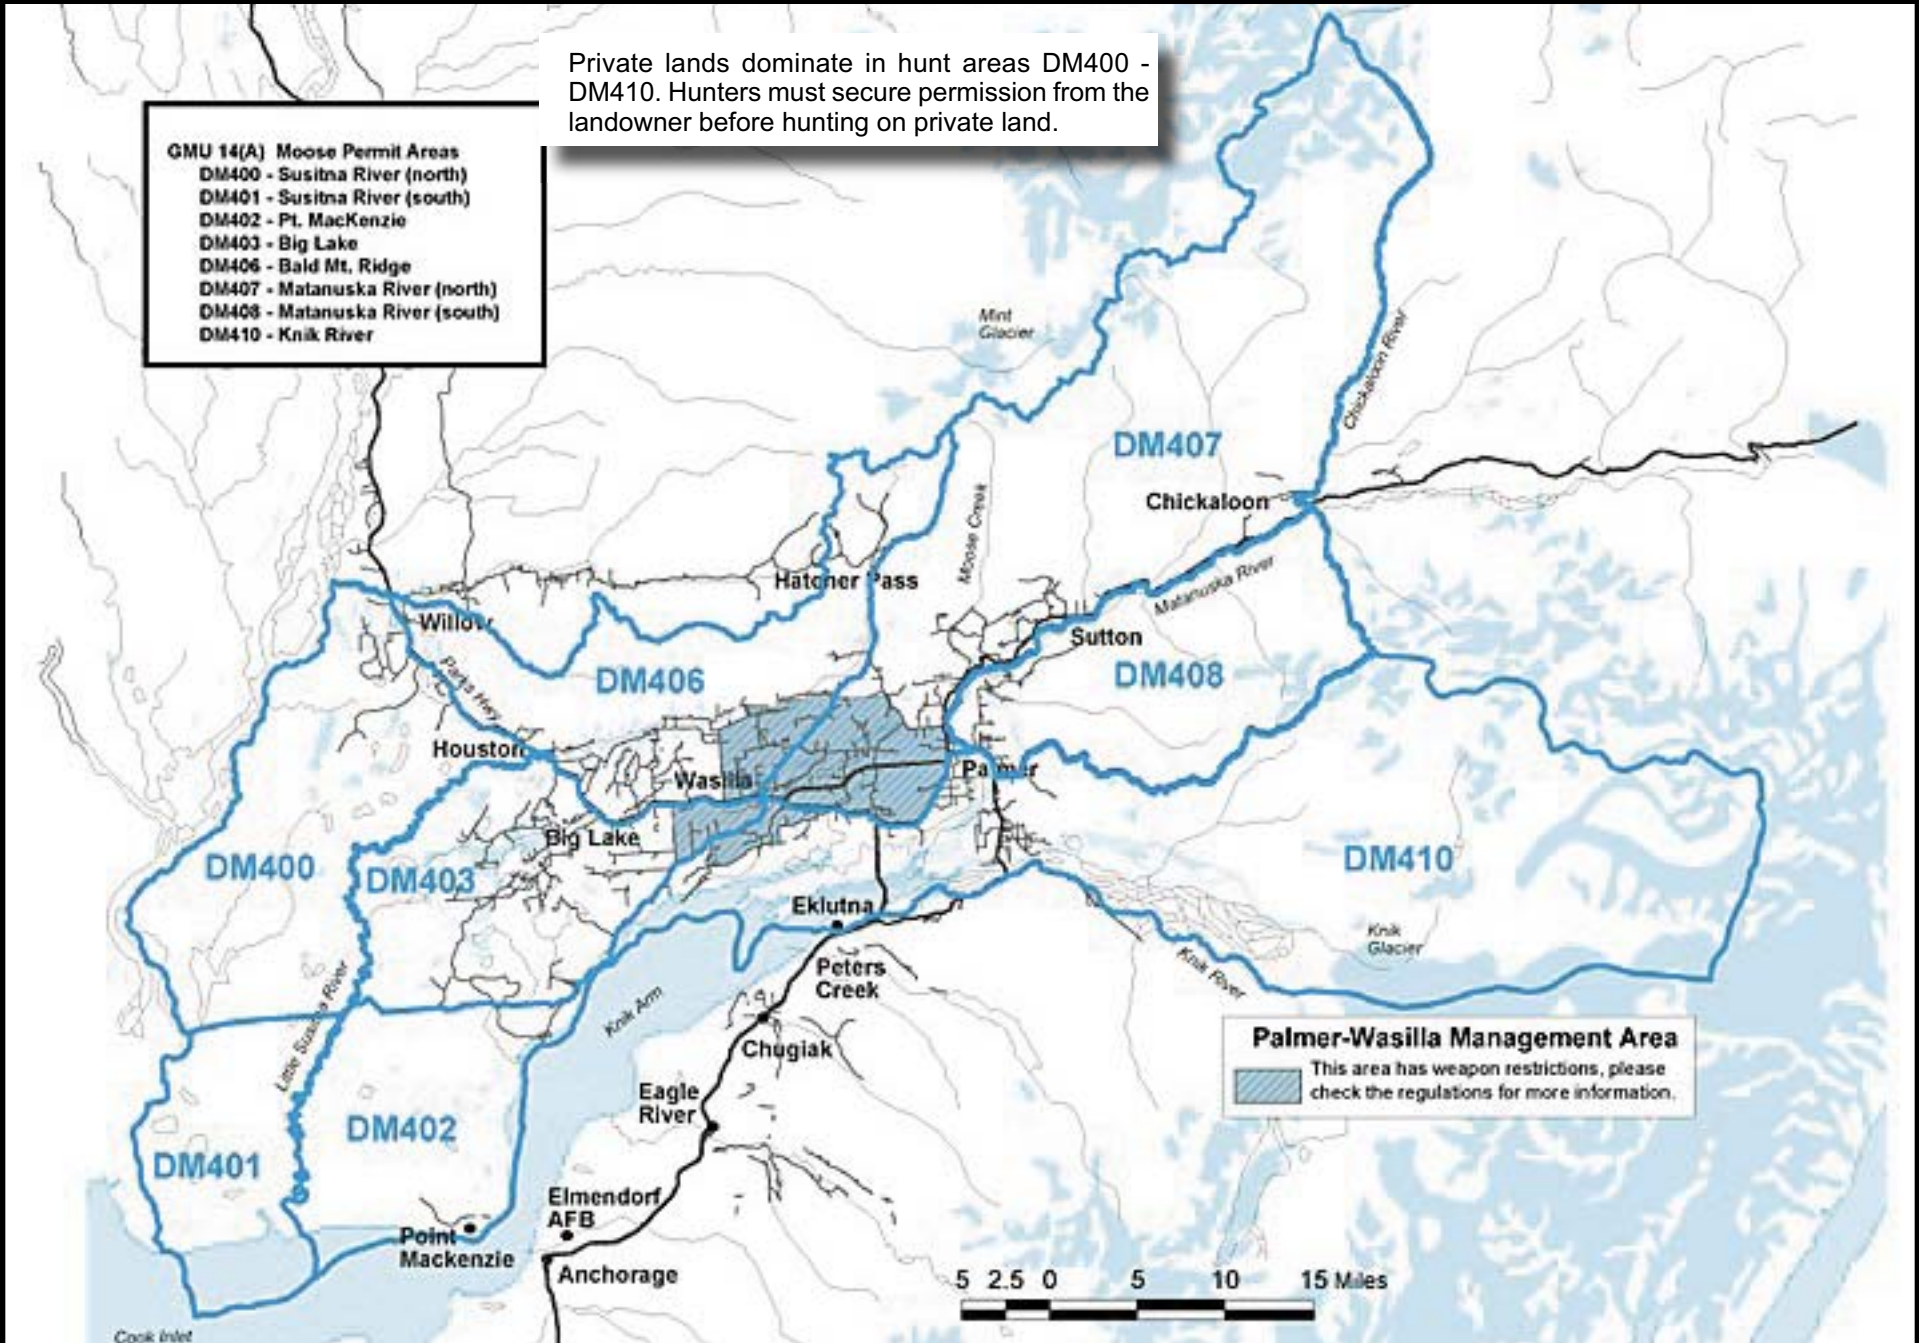 Private lands dominate in hunt areas DM400 -
DM410. Hunters must secure permission from the
landowner before hunting on private land.
GMU 14(A) Moose Permit Areas
DM400 - Susitna River (north)
DM401 - Susitna River (south)
DM402 - Pt. MacKenzie
DM403 - Big Lake
DM406 - Bald Mt. Ridge
DM407 - Matanuska River (north)
DM408 - Matanuska River (south)
DM410 - Knik River
Mint
Glacier
Chickaloon River
DM407
Chickaloon
Moose Creek
Hatcher Pass
Matanuska River
Willow
Sutton
DM406
DM408
Parks Hwy
Houston
Wasilla
Palmer
Big Lake
DM400
DM403
DM410
Eklutna
Knik
Glacier
Peters
Creek
Knik River
Little Susitna River
Knik Arm
Chugiak
Palmer-Wasilla Management Area
This area has weapon restrictions, please
check the regulations for more information.
Eagle
River
DM402
DM401
Elmendorf
AFB
Point
Mackenzie
Anchorage
5 2.5 0 5 10 15 Miles
Cook Inlet